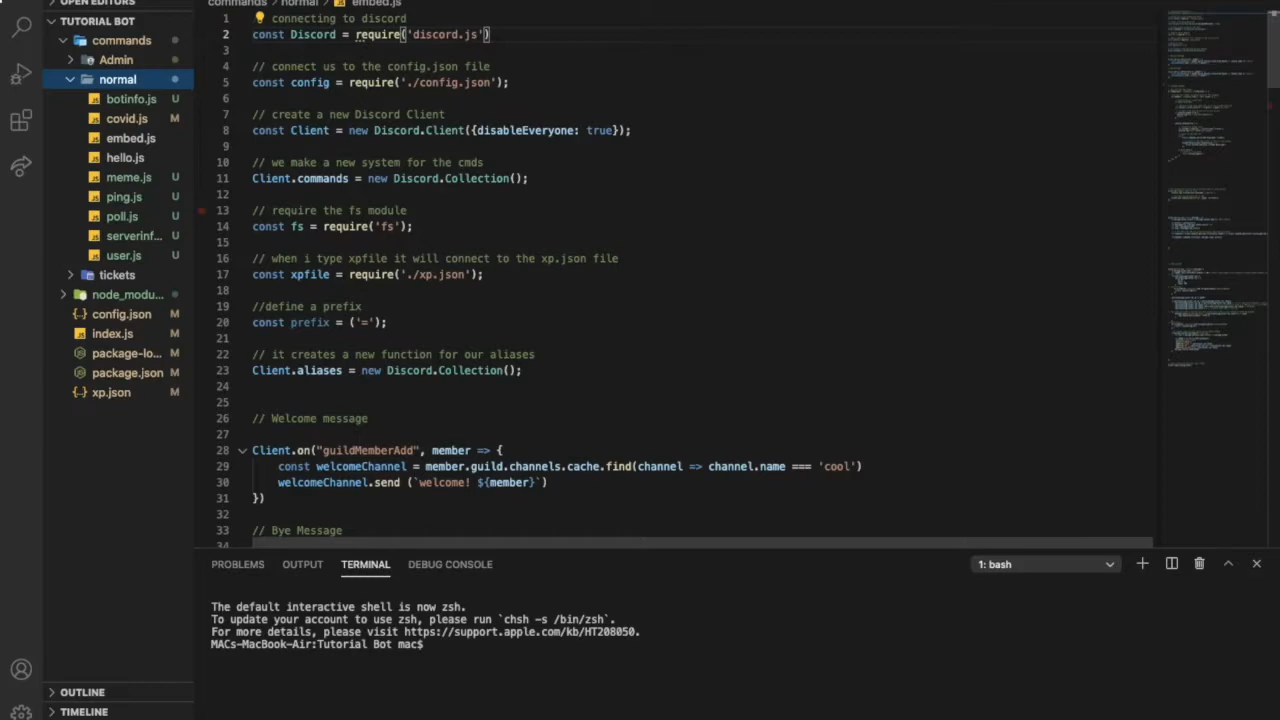 OPEN EDITORS
TUTORIAL BOT
commands
Admin
normal
botinfo.js U
covid.js M
embed.js
hello.js
meme.js U
ping.js U
poll.js U
serverinf... U
user.js U
tickets
node_modu...
config.json M
index.js M
package-lo... M
package.json M
xp.json M
OUTLINE
TIMELINE
commands normal embed.js
1 connecting to discord
2 const Discord = require('discord.js')
3
4 // connect us to the config.json file
5 const config = require('./config.json');
6
7 // create a new Discord Client
8 const Client = new Discord.Client({disableEveryone: true});
9
10 // we make a new system for the cmds
11 Client.commands = new Discord.Collection();
12
13 // require the fs module
14 const fs = require('fs');
15
16 // when i type xpfile it will connect to the xp.json file
17 const xpfile = require('./xp.json');
18
19 //define a prefix
20 const prefix = ('=');
21
22 // it creates a new function for our aliases
23 Client.aliases = new Discord.Collection();
24
25
26 // Welcome message
27
28 Client.on("guildMemberAdd", member => {
29 const welcomeChannel = member.guild.channels.cache.find(channel => channel.name === 'cool')
30 welcomeChannel.send (`welcome! ${member}`)
31 })
32
33 // Bye Message
34
PROBLEMS OUTPUT TERMINAL DEBUG CONSOLE 1: bash
The default interactive shell is now zsh.
To update your account to use zsh, please run `chsh -s /bin/zsh`.
For more details, please visit https://support.apple.com/kb/HT208050.
MACs-MacBook-Air:Tutorial Bot mac$